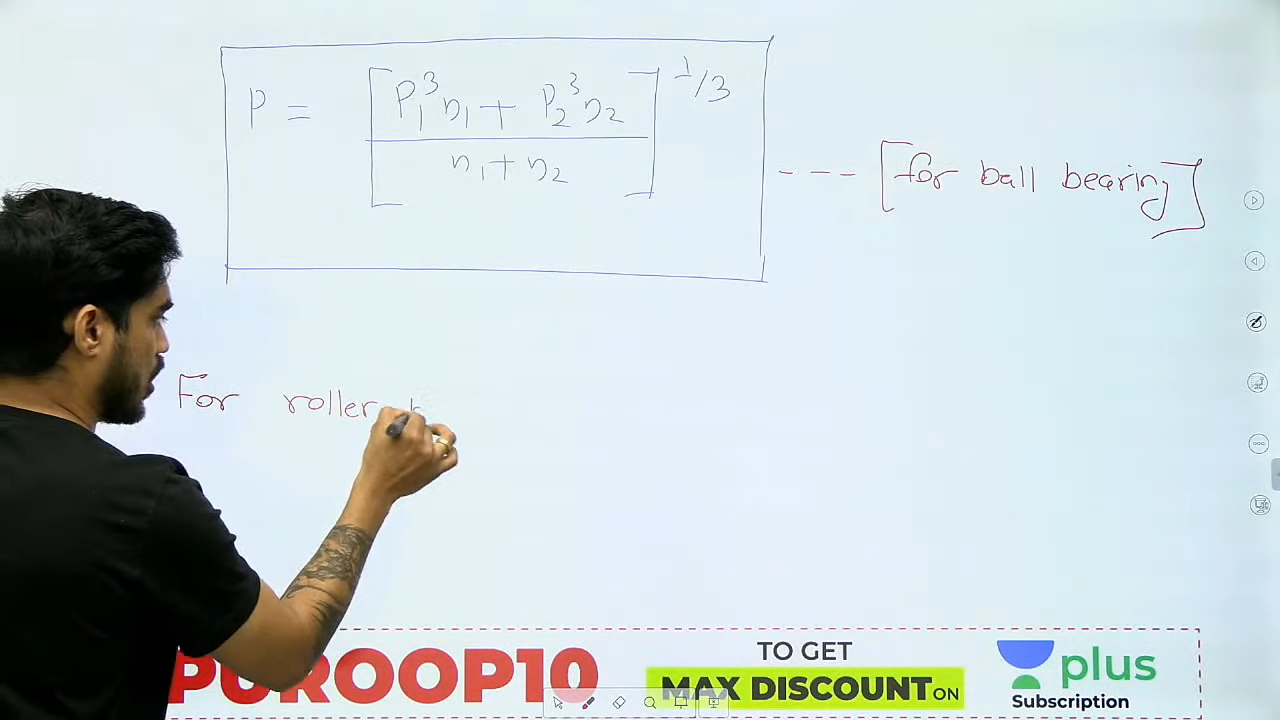 P = [ (P₁³n₁ + P₂³n₂) / (n₁ + n₂) ]^1/3
--- [for ball bearing]
For roller
PUROOP10
TO GET
MAX DISCOUNT ON
plus
Subscription